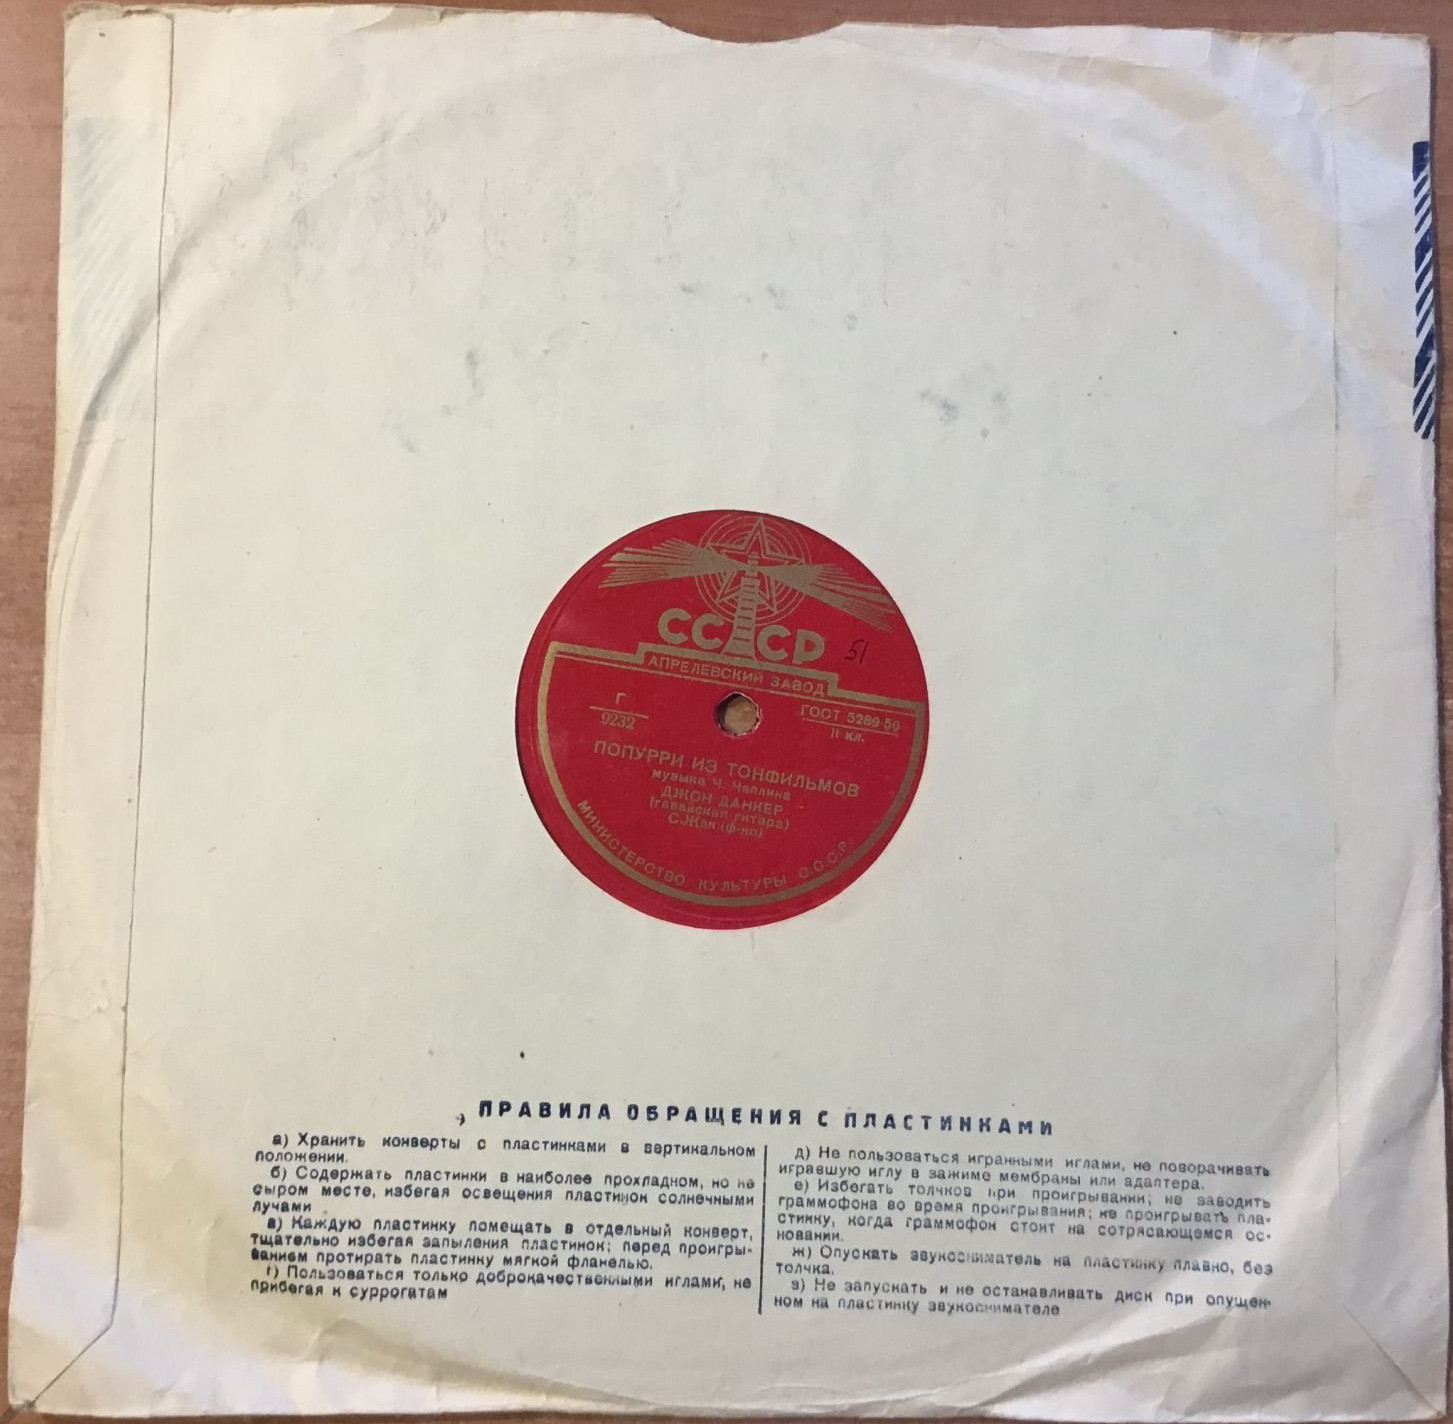 СССР
51
АПРЕЛЕВСКИЙ ЗАВОД
Г
9232
ГОСТ 5289-50
II кл.
ПОПУРРИ ИЗ ТОНФИЛЬМОВ
музыка Ч. Чаплина
ДЖОН ДАНКЕР
(гавайская гитара)
С. Жак (ф-но)
МИНИСТЕРСТВО КУЛЬТУРЫ С.С.С.Р.
ПРАВИЛА ОБРАЩЕНИЯ С ПЛАСТИНКАМИ
а) Хранить конверты с пластинками в вертикальном
положении.
б) Содержать пластинки в наиболее прохладном, но не
сыром месте, избегая освещения пластинок солнечными
лучами
в) Каждую пластинку помещать в отдельный конверт,
тщательно избегая запыления пластинок; перед проигры-
ванием протирать пластинку мягкой фланелью.
г) Пользоваться только доброкачественными иглами, не
прибегая к суррогатам
д) Не пользоваться игранными иглами, не поворачивать
игравшую иглу в зажиме мембраны или адаптера.
е) Избегать толчков при проигрывании; не заводить
граммофона во время проигрывания; не проигрывать пла-
стинку, когда граммофон стоит на сотрясающемся ос-
новании.
ж) Опускать звукосниматель на пластинку плавно, без
толчка.
з) Не запускать и не останавливать диск при опущен-
ном на пластинку звукоснимателе